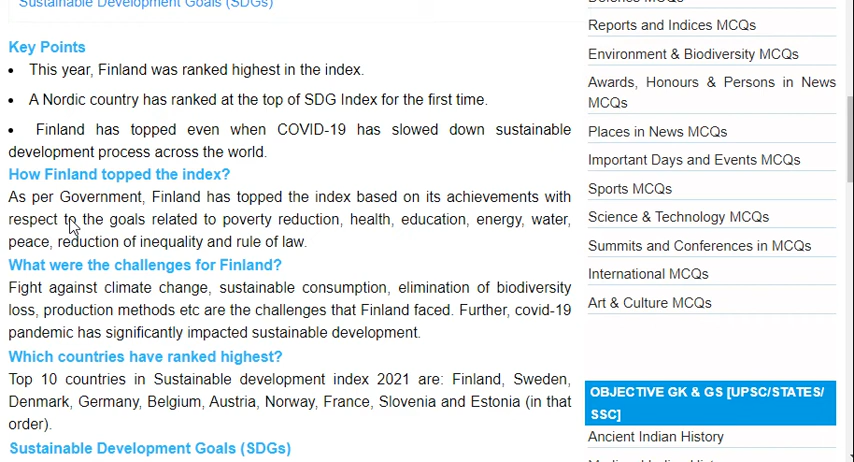 Sustainable Development Goals (SDGs)
Key Points
• This year, Finland was ranked highest in the index.
• A Nordic country has ranked at the top of SDG Index for the first time.
• Finland has topped even when COVID-19 has slowed down sustainable
development process across the world.
How Finland topped the index?
As per Government, Finland has topped the index based on its achievements with
respect to the goals related to poverty reduction, health, education, energy, water,
peace, reduction of inequality and rule of law.
What were the challenges for Finland?
Fight against climate change, sustainable consumption, elimination of biodiversity
loss, production methods etc are the challenges that Finland faced. Further, covid-19
pandemic has significantly impacted sustainable development.
Which countries have ranked highest?
Top 10 countries in Sustainable development index 2021 are: Finland, Sweden,
Denmark, Germany, Belgium, Austria, Norway, France, Slovenia and Estonia (in that
order).
Sustainable Development Goals (SDGs)
Reports and Indices MCQs
Environment & Biodiversity MCQs
Awards, Honours & Persons in News
MCQs
Places in News MCQs
Important Days and Events MCQs
Sports MCQs
Science & Technology MCQs
Summits and Conferences in MCQs
International MCQs
Art & Culture MCQs
OBJECTIVE GK & GS [UPSC/STATES/
SSC]
Ancient Indian History